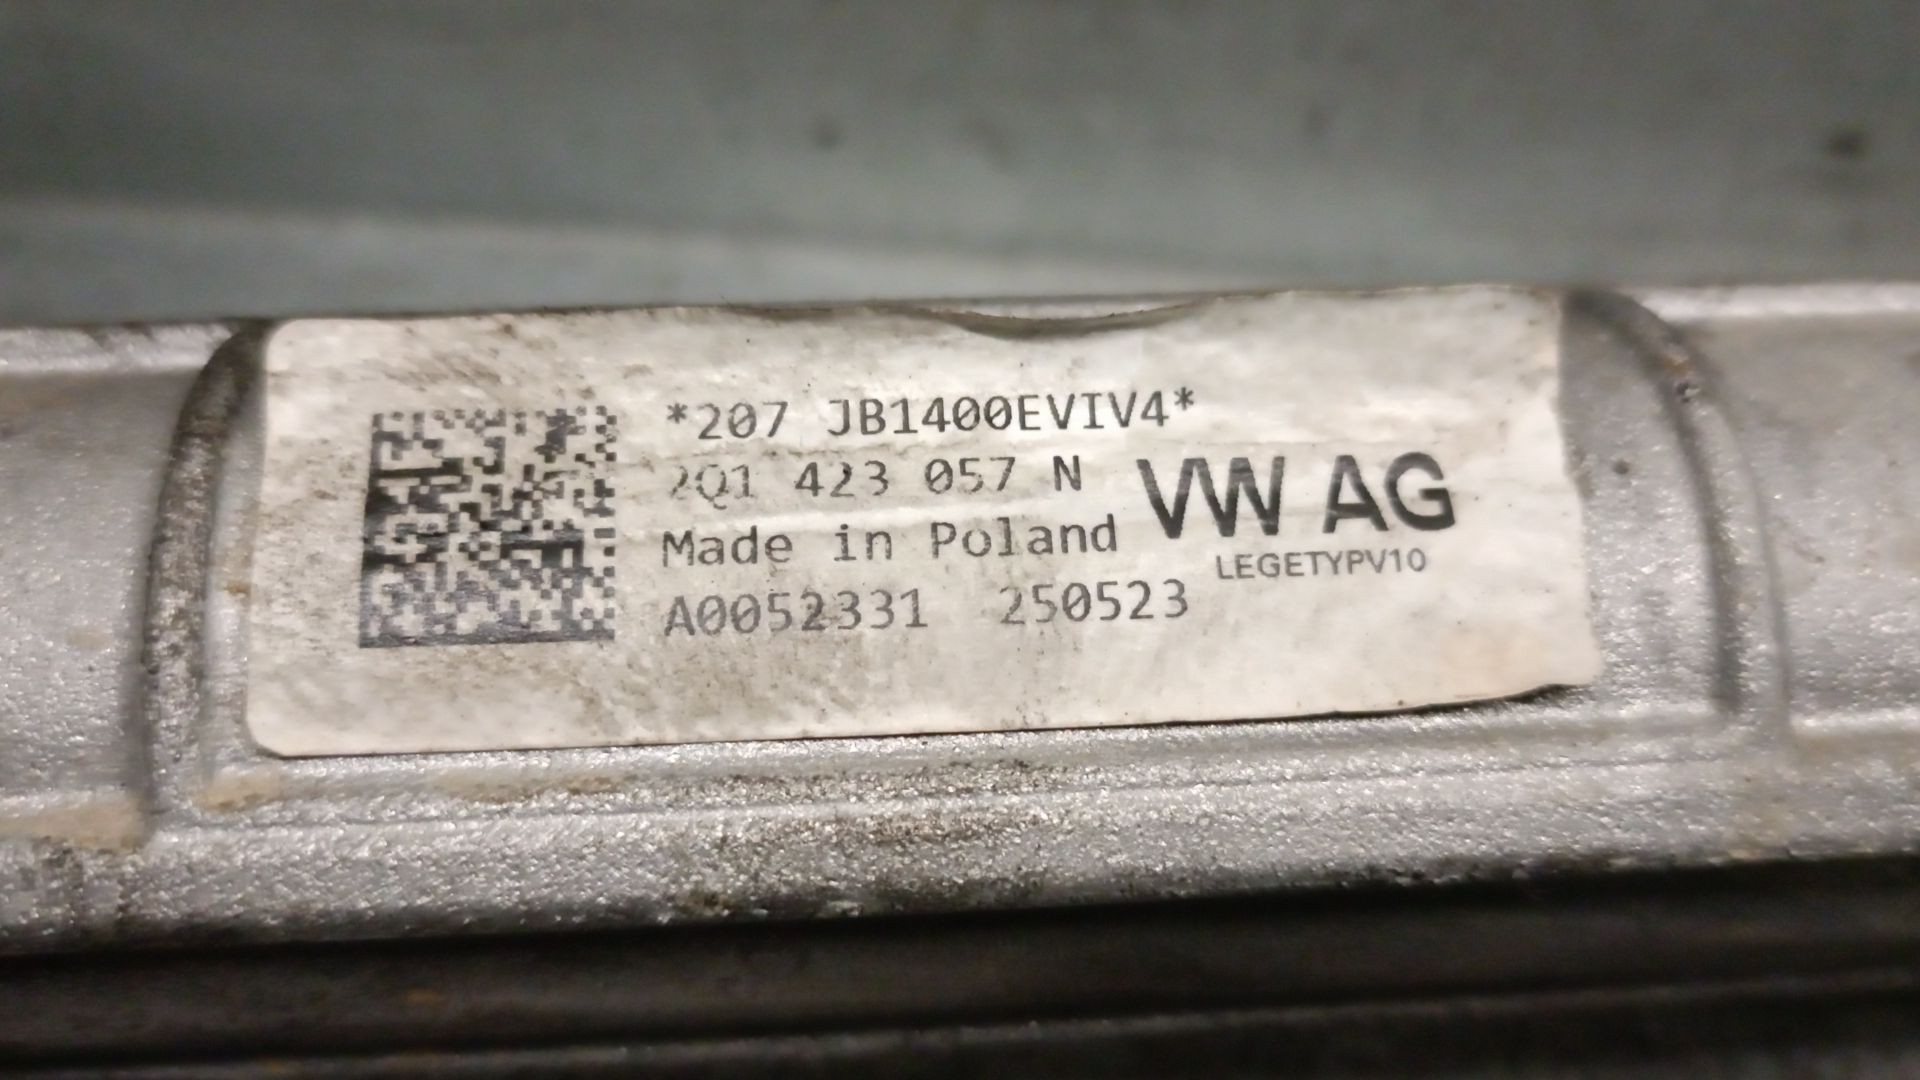 *207 JB1400EVIV4*
2Q1 423 057 N
VW AG
Made in Poland
LEGETYPV10
A0052331 250523